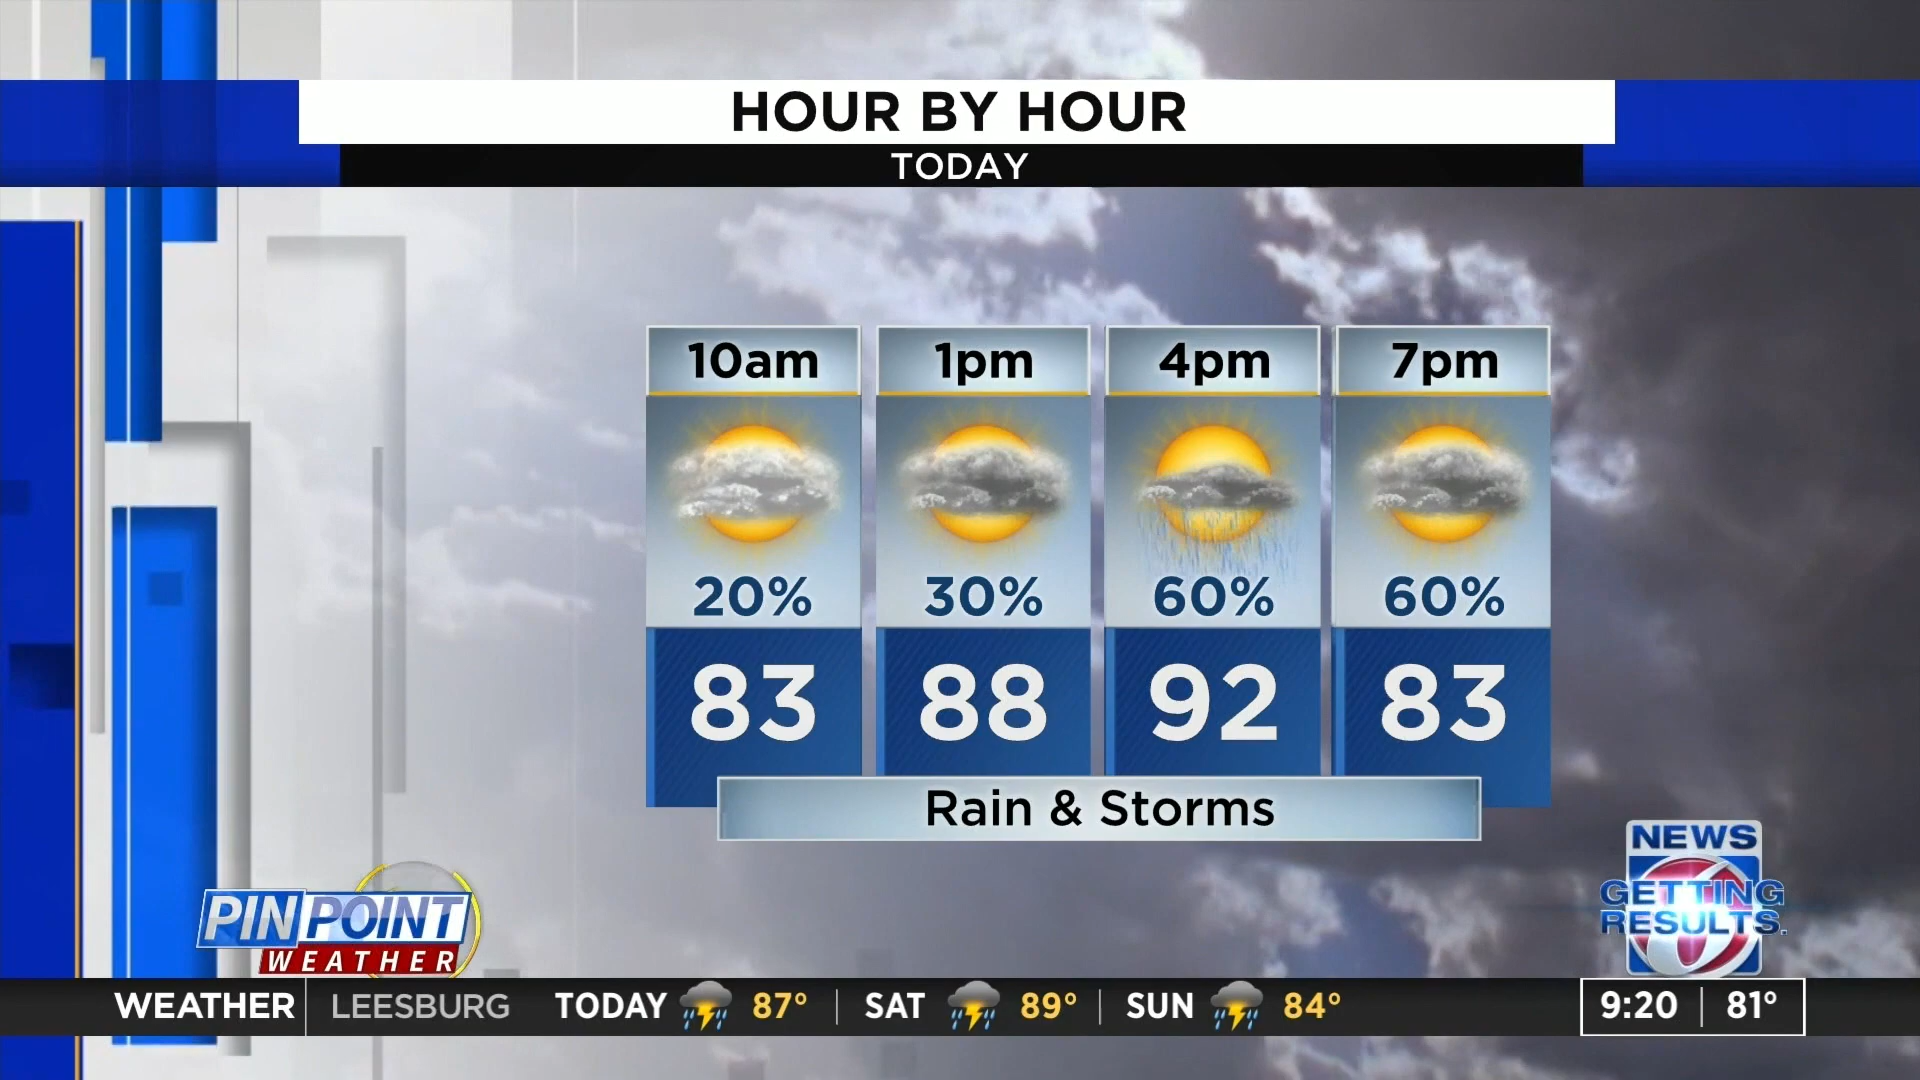 HOUR BY HOUR
TODAY
10am 1pm 4pm 7pm
20% 30% 60% 60%
83 88 92 83
Rain & Storms
PINPOINT
WEATHER
NEWS
6
GETTING
RESULTS.
WEATHER LEESBURG TODAY 87° SAT 89° SUN 84° 9:20 81°